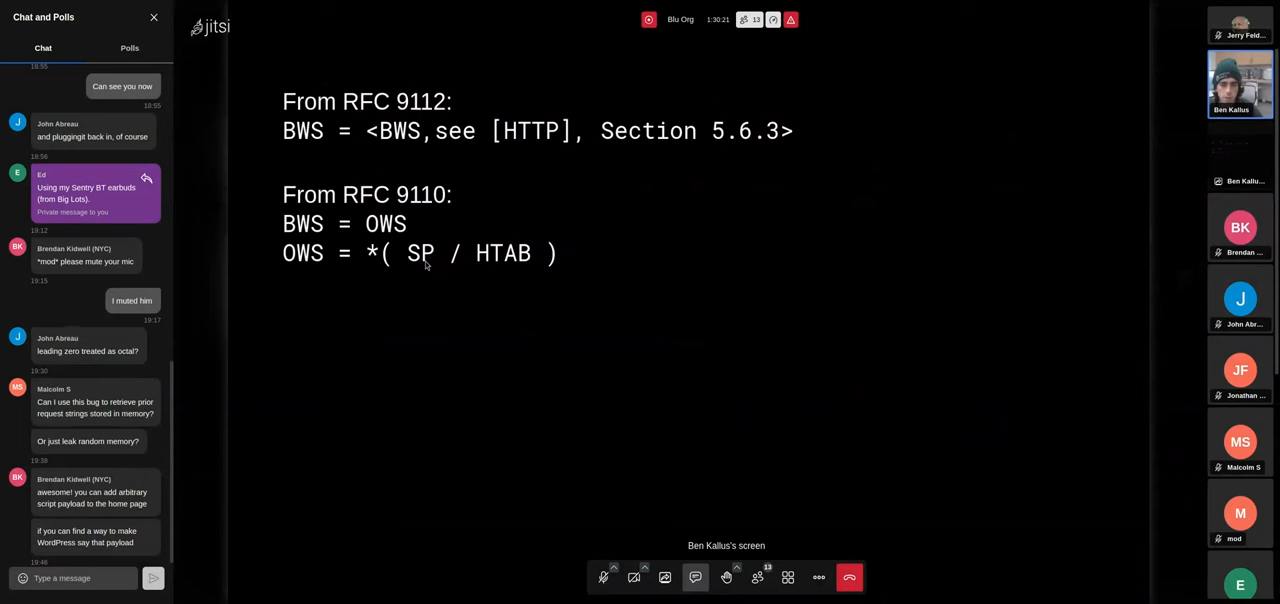 Chat and Polls
Chat
Polls
18:55
Can see you now
18:55
J
John Abreau
and pluggingit back in, of course
18:56
E
Ed
Using my Sentry BT earbuds
(from Big Lots).
Private message to you
19:12
BK
Brendan Kidwell (NYC)
*mod* please mute your mic
19:15
I muted him
19:17
J
John Abreau
leading zero treated as octal?
19:30
MS
Malcolm S
Can I use this bug to retrieve prior
request strings stored in memory?
Or just leak random memory?
19:38
BK
Brendan Kidwell (NYC)
awesome! you can add arbitrary
script payload to the home page
if you can find a way to make
WordPress say that payload
19:46
Type a message
jitsi
Blu Org
1:30:21
13
From RFC 9112:
BWS = <BWS,see [HTTP], Section 5.6.3>
From RFC 9110:
BWS = OWS
OWS = *( SP / HTAB )
Ben Kallus's screen
13
Jerry Feld...
Ben Kallus
Ben Kallu...
BK
Brendan ...
J
John Abr...
JF
Jonathan ...
MS
Malcolm S
M
mod
E